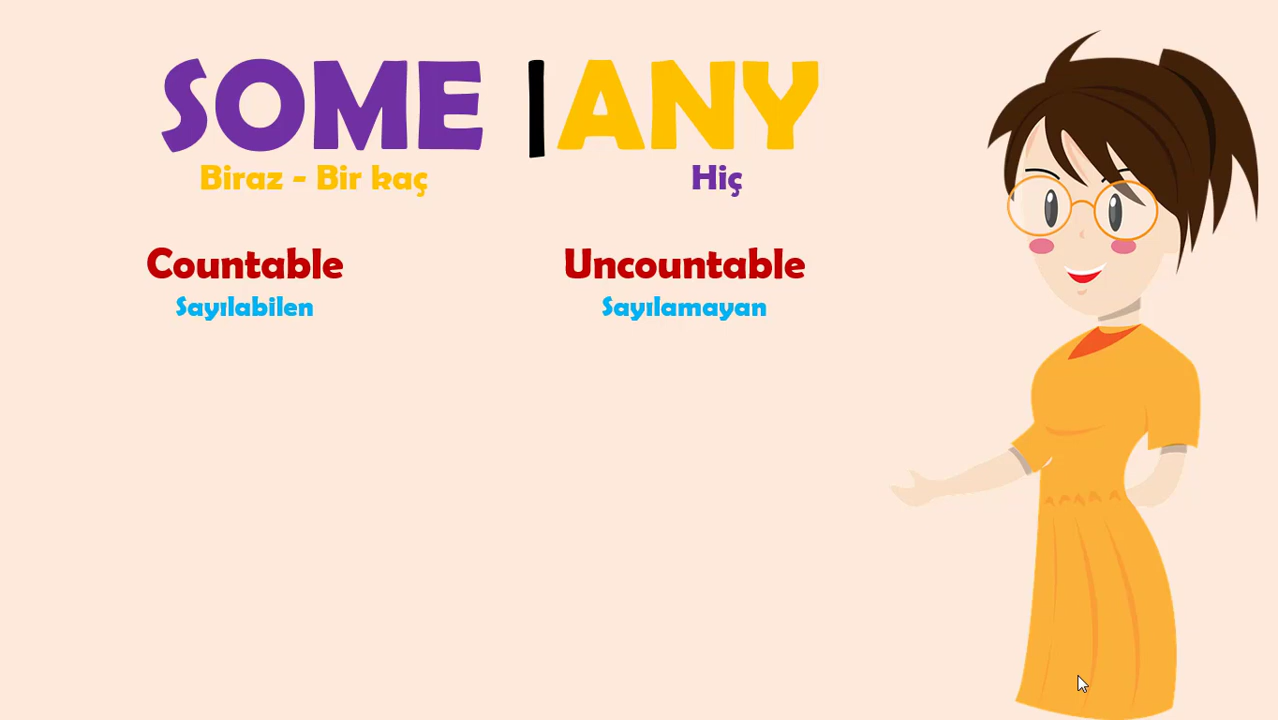 SOME | ANY
Biraz - Bir kaç Hiç
Countable Uncountable
Sayılabilen Sayılamayan